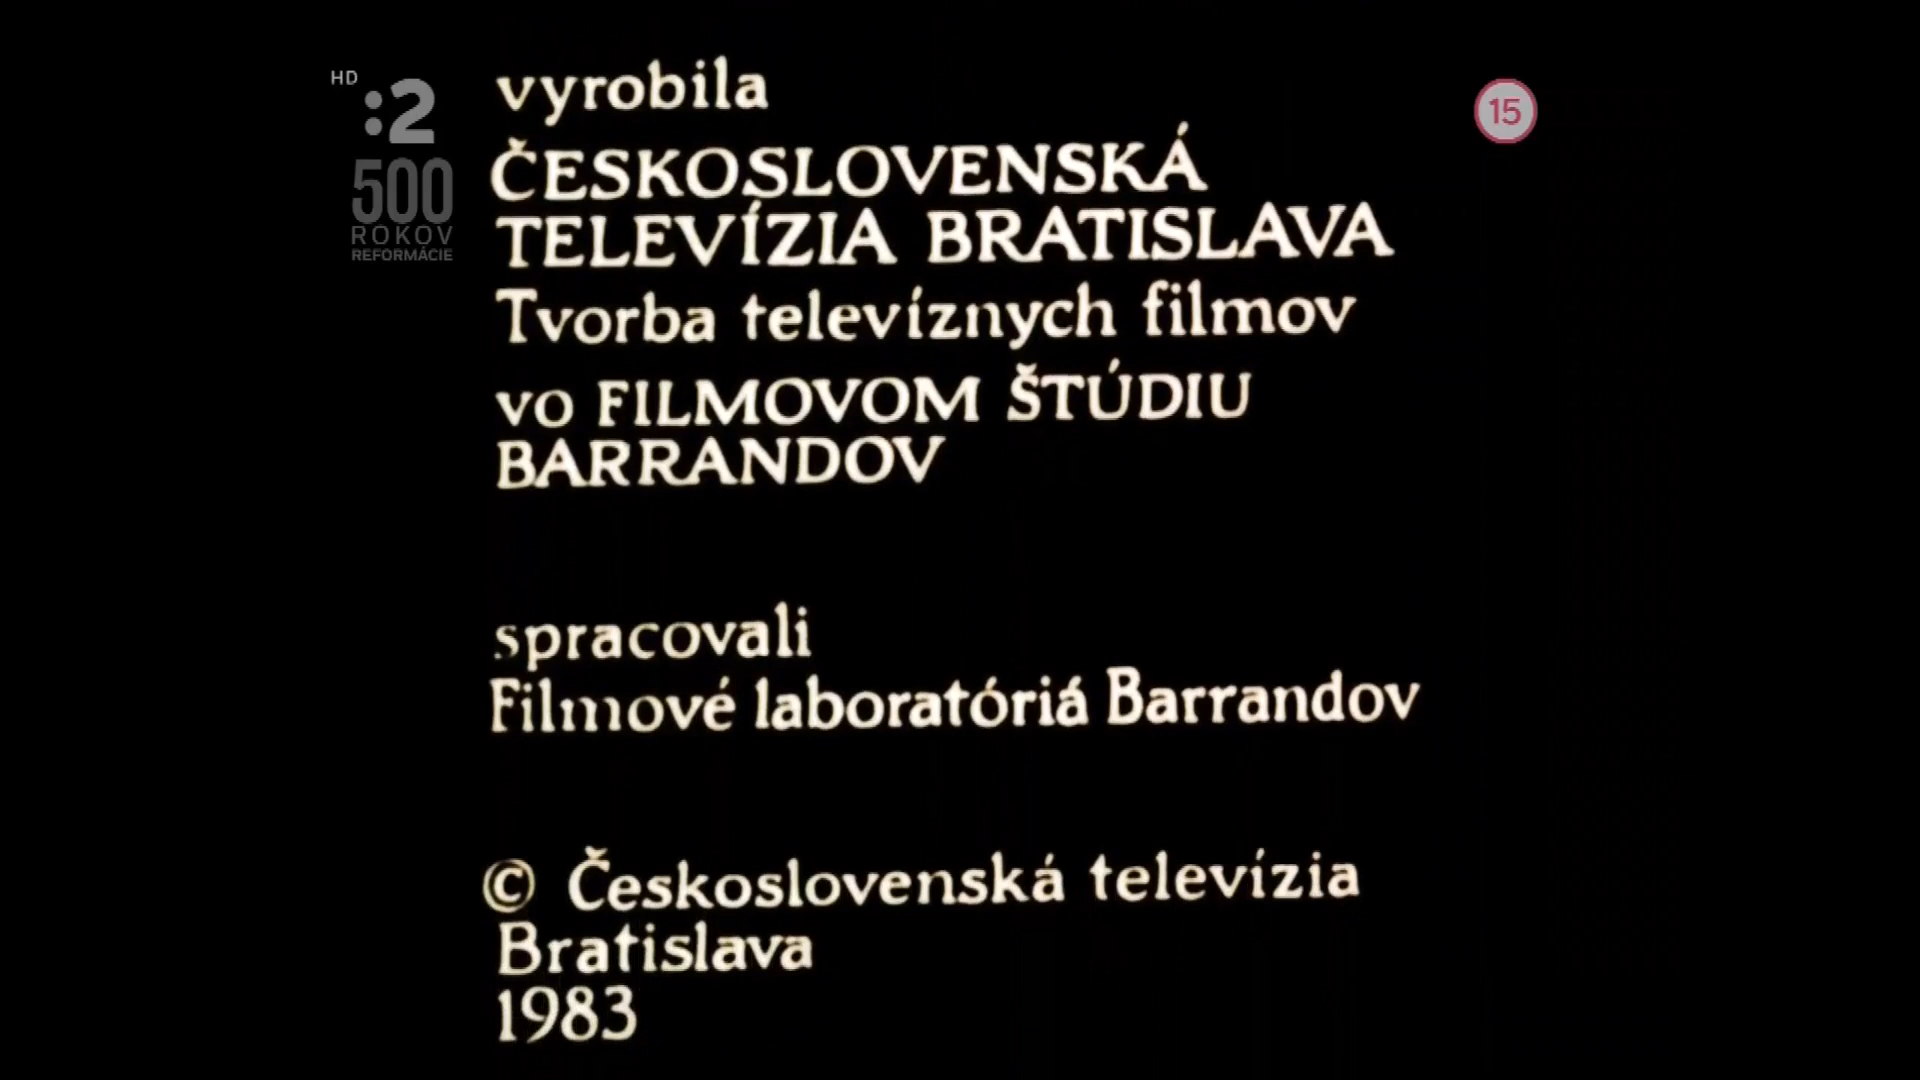 HD
:2
500
ROKOV
REFORMÁCIE
15
vyrobila
ČESKOSLOVENSKÁ
TELEVÍZIA BRATISLAVA
Tvorba televíznych filmov
vo FILMOVOM ŠTÚDIU
BARRANDOV
spracovali
Filmové laboratóriá Barrandov
© Československá televízia
Bratislava
1983